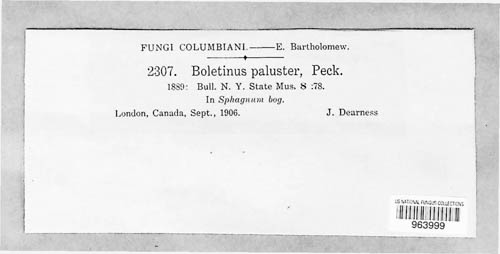 FUNGI COLUMBIANI.——E. Bartholomew.
2307. Boletinus paluster, Peck.
1889: Bull. N. Y. State Mus. 8 :78.
In Sphagnum bog.
London, Canada, Sept., 1906. J. Dearness
US NATIONAL FUNGUS COLLECTIONS
963999